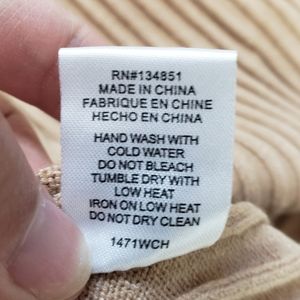 RN#134851
MADE IN CHINA
FABRIQUE EN CHINE
HECHO EN CHINA
HAND WASH WITH
COLD WATER
DO NOT BLEACH
TUMBLE DRY WITH
LOW HEAT
IRON ON LOW HEAT
DO NOT DRY CLEAN
1471WCH